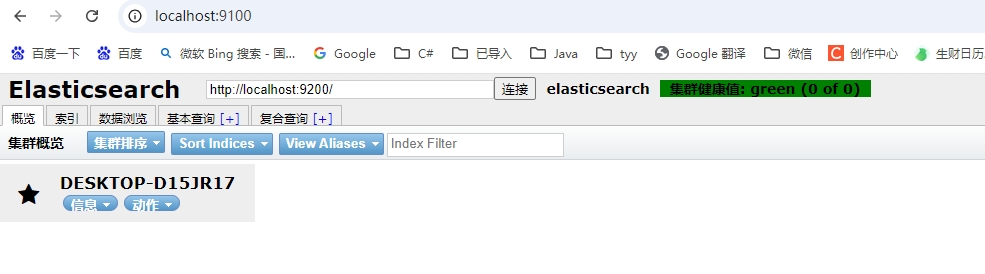 localhost:9100
百度一下 百度 微软 Bing 搜索 - 国... Google C# 已导入 Java tyy Google 翻译 微信 创作中心 生财日历
Elasticsearch http://localhost:9200/ 连接 elasticsearch 集群健康值: green (0 of 0)
概览 索引 数据浏览 基本查询 [+] 复合查询 [+]
集群概览 集群排序 Sort Indices View Aliases Index Filter
DESKTOP-D15JR17
信息 动作